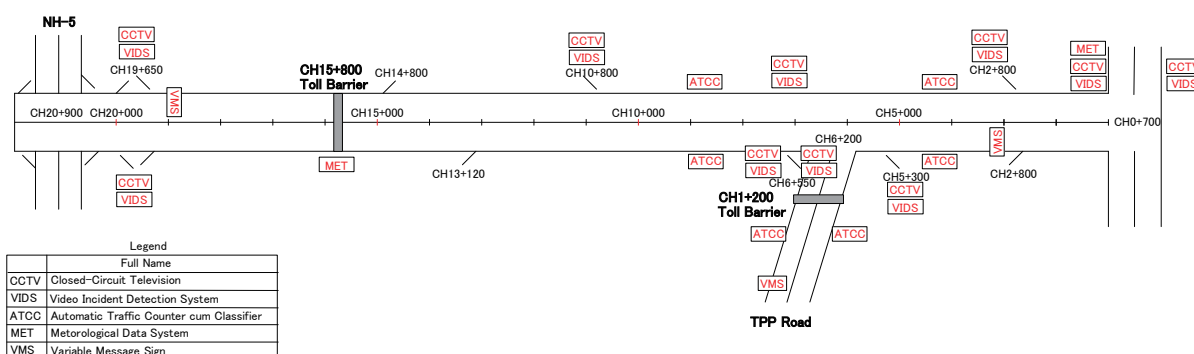 NH-5
CCTV
VIDS
CH19+650
CH15+800
Toll Barrier
CH14+800
CCTV
VIDS
CH10+800
ATCC
CCTV
VIDS
ATCC
CCTV
VIDS
CH2+800
MET
CCTV
VIDS
CCTV
VIDS
VMS
CH20+900
CH20+000
CH15+000
CH10+000
CH5+000
CH0+700
MET
CH13+120
ATCC
CCTV
VIDS
CH6+550
CH6+200
CCTV
VIDS
CH5+300
CCTV
VIDS
ATCC
VMS
CH2+800
CCTV
VIDS
CH1+200
Toll Barrier
ATCC
ATCC
VMS
TPP Road
Legend
Full Name
CCTV Closed-Circuit Television
VIDS Video Incident Detection System
ATCC Automatic Traffic Counter cum Classifier
MET Metorological Data System
VMS Variable Message Sign